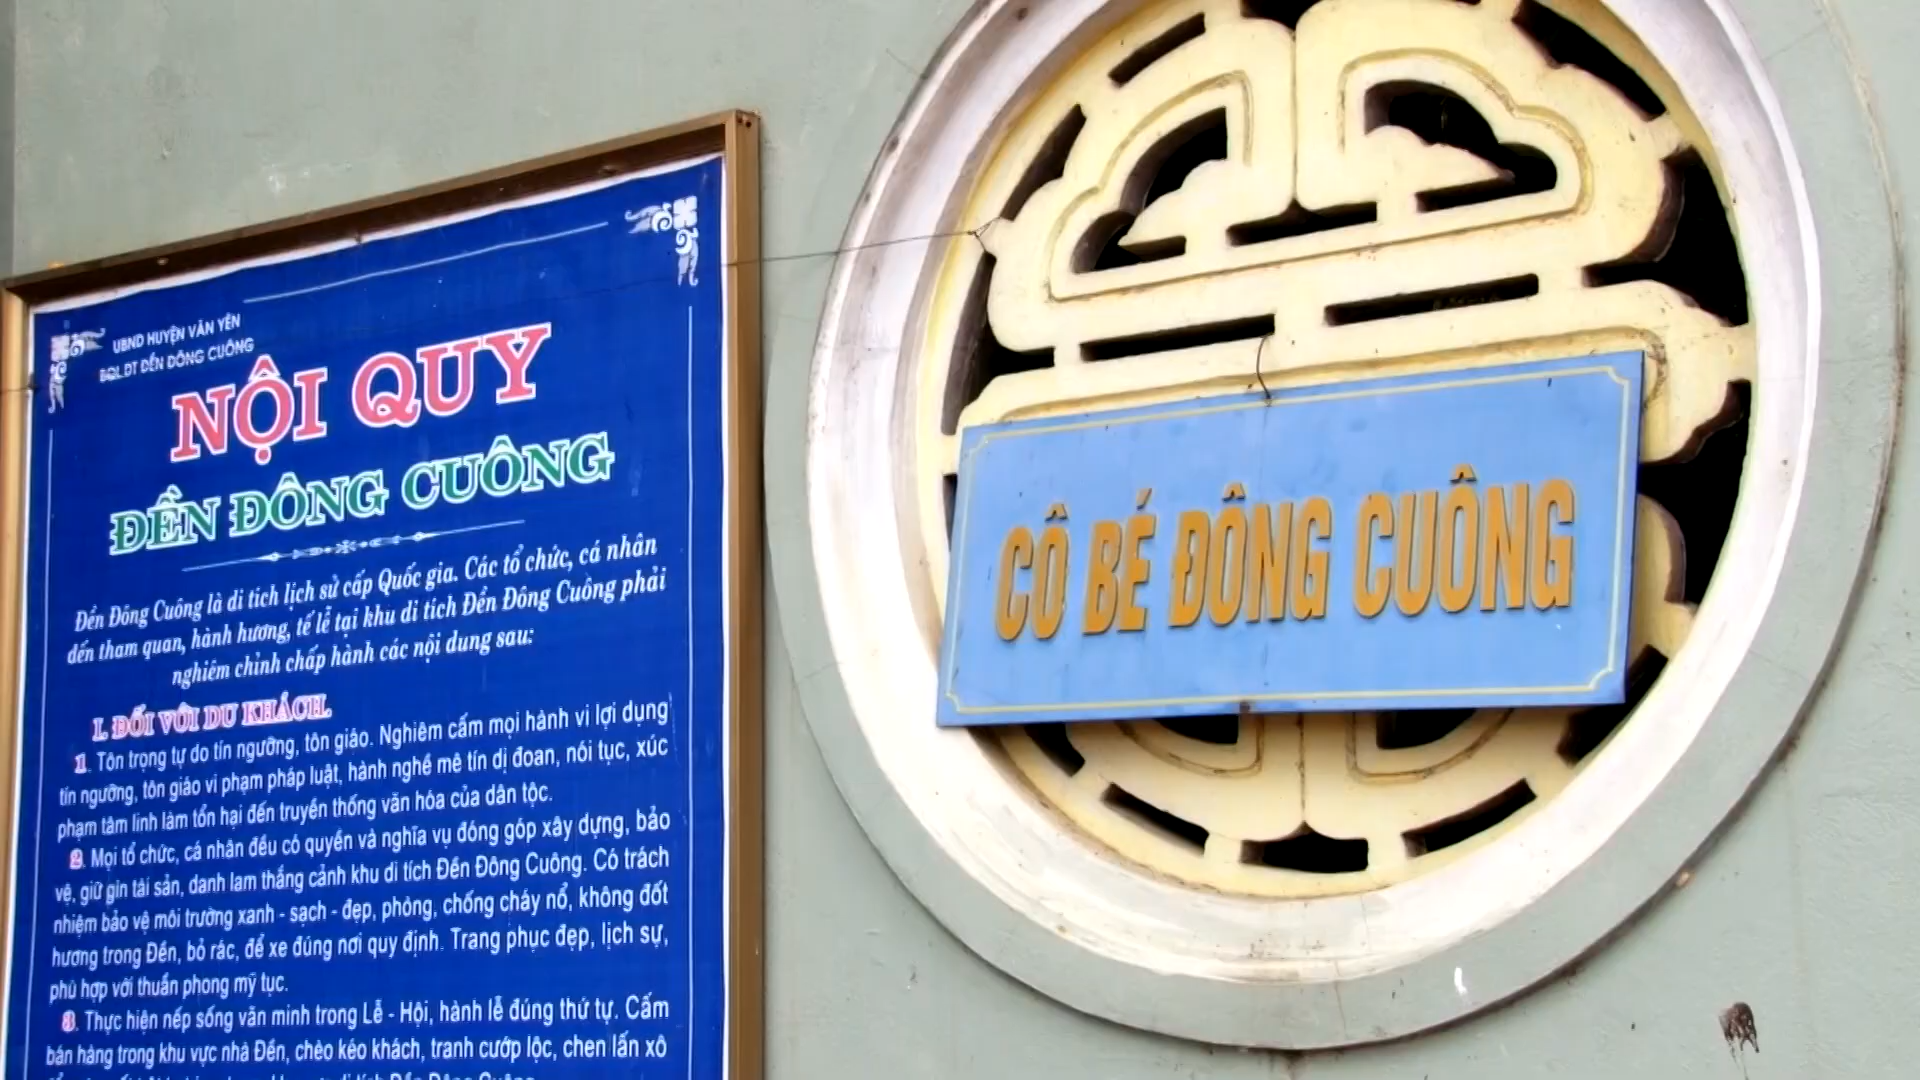 UBND HUYỆN VĂN YÊN
BQL DT ĐỀN ĐÔNG CUÔNG
NỘI QUY
ĐỀN ĐÔNG CUÔNG
Đền Đông Cuông là di tích lịch sử cấp Quốc gia. Các tổ chức, cá nhân
đến tham quan, hành hương, tế lễ tại khu di tích Đền Đông Cuông phải
nghiêm chỉnh chấp hành các nội dung sau:
I. ĐỐI VỚI DU KHÁCH.
1. Tôn trọng tự do tín ngưỡng, tôn giáo. Nghiêm cấm mọi hành vi lợi dụng
tín ngưỡng, tôn giáo vi phạm pháp luật, hành nghề mê tín dị đoan, nói tục, xúc
phạm tâm linh làm tổn hại đến truyền thống văn hóa của dân tộc.
2. Mọi tổ chức, cá nhân đều có quyền và nghĩa vụ đóng góp xây dựng, bảo
vệ, giữ gìn tài sản, danh lam thắng cảnh khu di tích Đền Đông Cuông. Có trách
nhiệm bảo vệ môi trường xanh - sạch - đẹp, phòng, chống cháy nổ, không đốt
hương trong Đền, bỏ rác, để xe đúng nơi quy định. Trang phục đẹp, lịch sự,
phù hợp với thuần phong mỹ tục.
3. Thực hiện nếp sống văn minh trong Lễ - Hội, hành lễ đúng thứ tự. Cấm
bán hàng trong khu vực nhà Đền, chèo kéo khách, tranh cướp lộc, chen lấn xô
di tích Đền Đông Cuông
CÔ BÉ ĐÔNG CUÔNG